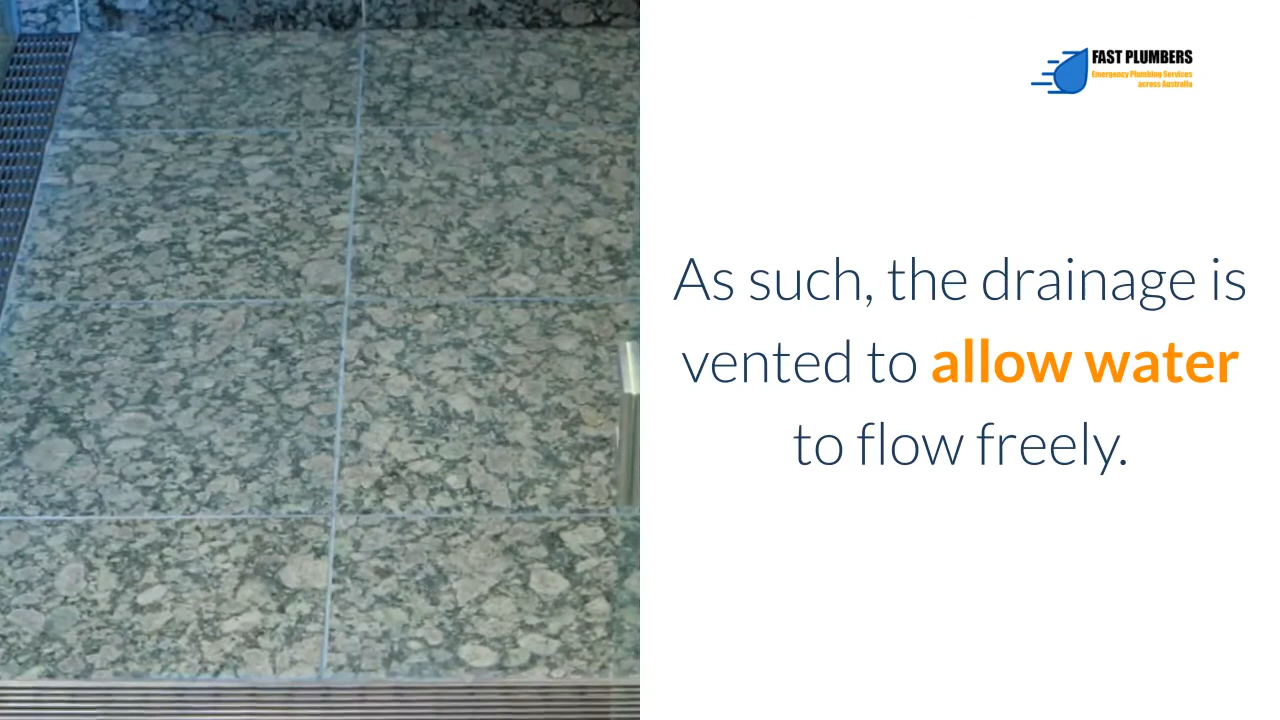 FAST PLUMBERS
Emergency Plumbing Services
across Australia
As such, the drainage is
vented to allow water
to flow freely.